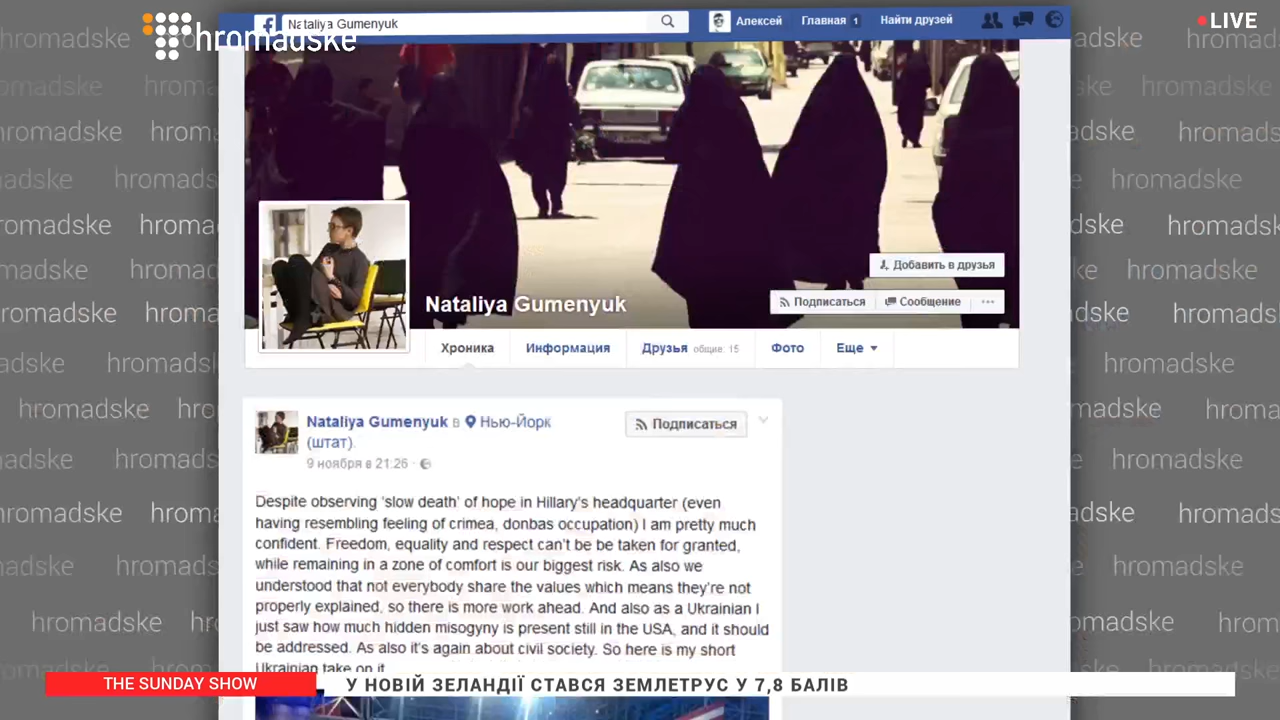 Nataliya Gumenyuk
Алексей
Главная 1
Найти друзей
LIVE
hromadske
Добавить в друзья
Nataliya Gumenyuk
Подписаться
Сообщение
Хроника
Информация
Друзья общие: 15
Фото
Еще
Nataliya Gumenyuk в Нью-Йорк
(штат).
Подписаться
9 ноября в 21:26 ·
Despite observing 'slow death' of hope in Hillary's headquarter (even
having resembling feeling of crimea, donbas occupation) I am pretty much
confident. Freedom, equality and respect can't be be taken for granted,
while remaining in a zone of comfort is our biggest risk. As also we
understood that not everybody share the values which means they're not
properly explained, so there is more work ahead. And also as a Ukrainian I
just saw how much hidden misogyny is present still in the USA, and it should
be addressed. As also it's again about civil society. So here is my short
Ukrainian take on it
THE SUNDAY SHOW
У НОВІЙ ЗЕЛАНДІЇ СТАВСЯ ЗЕМЛЕТРУС У 7,8 БАЛІВ